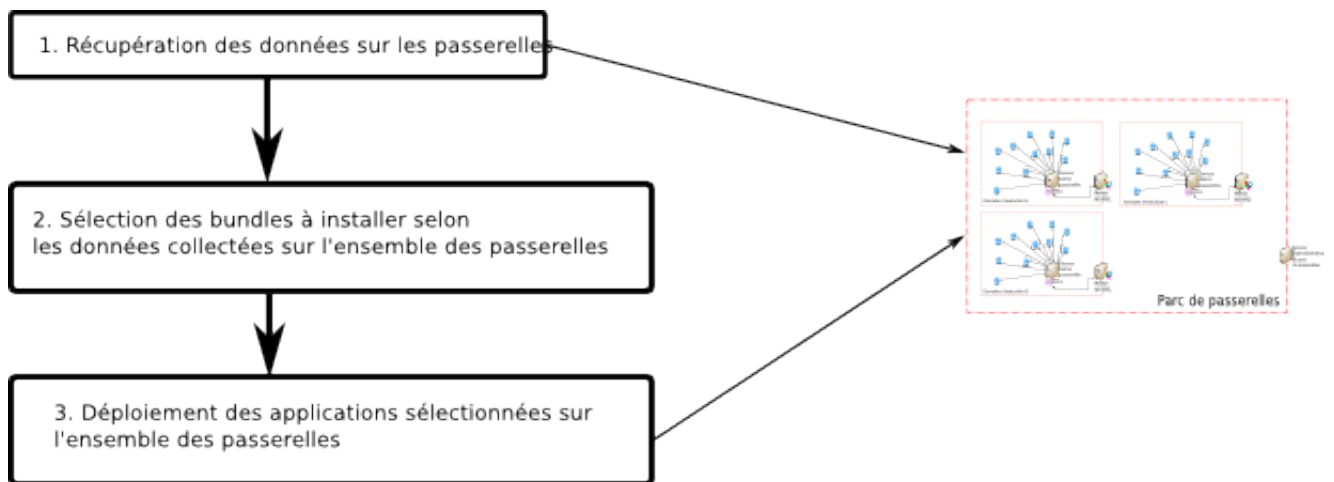 1. Récupération des données sur les passerelles
2. Sélection des bundles à installer selon
les données collectées sur l'ensemble des passerelles
3. Déploiement des applications sélectionnées sur
l'ensemble des passerelles
Parc de passerelles